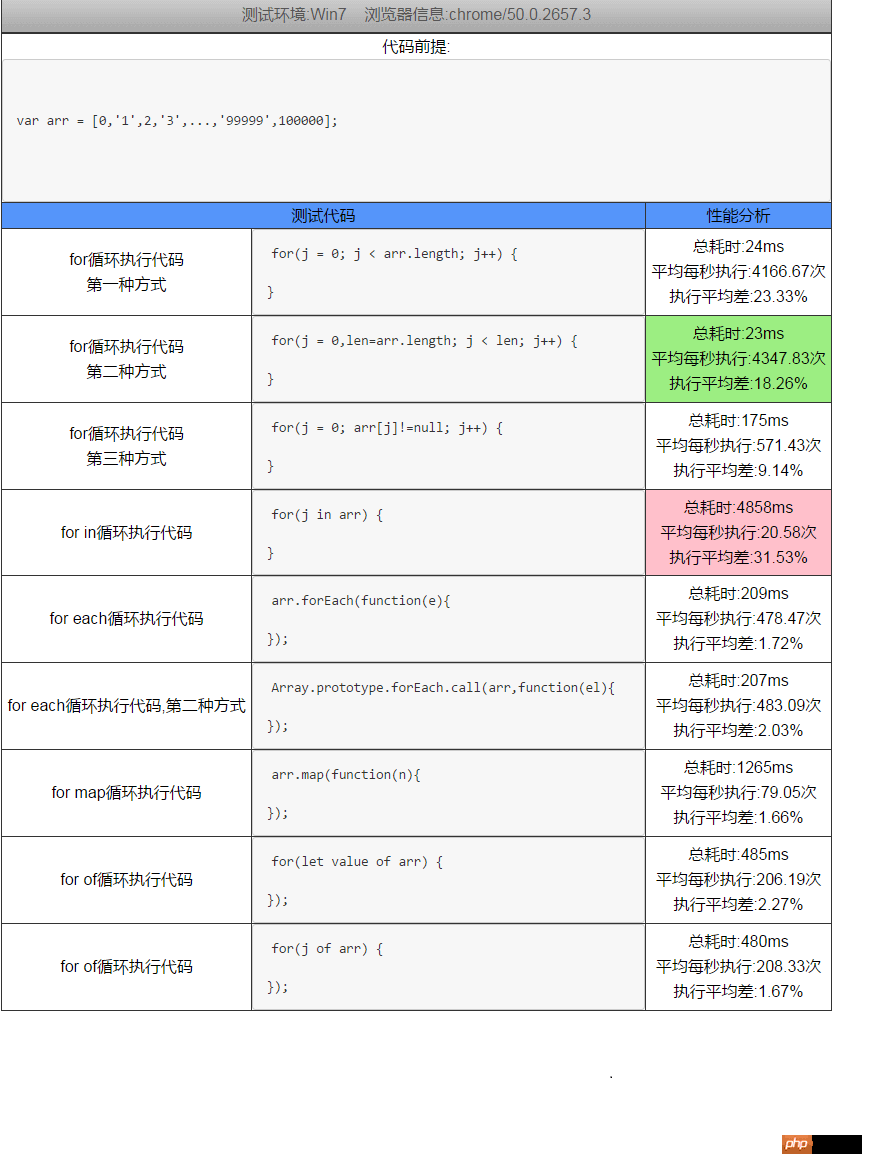 测试环境:Win7 浏览器信息:chrome/50.0.2657.3
代码前提:
var arr = [0,'1',2,'3',...,'99999',100000];
测试代码 性能分析
for循环执行代码
第一种方式
for(j = 0; j < arr.length; j++) {
}
总耗时:24ms
平均每秒执行:4166.67次
执行平均差:23.33%
for循环执行代码
第二种方式
for(j = 0,len=arr.length; j < len; j++) {
}
总耗时:23ms
平均每秒执行:4347.83次
执行平均差:18.26%
for循环执行代码
第三种方式
for(j = 0; arr[j]!=null; j++) {
}
总耗时:175ms
平均每秒执行:571.43次
执行平均差:9.14%
for in循环执行代码
for(j in arr) {
}
总耗时:4858ms
平均每秒执行:20.58次
执行平均差:31.53%
for each循环执行代码
arr.forEach(function(e){
});
总耗时:209ms
平均每秒执行:478.47次
执行平均差:1.72%
for each循环执行代码,第二种方式
Array.prototype.forEach.call(arr,function(el){
});
总耗时:207ms
平均每秒执行:483.09次
执行平均差:2.03%
for map循环执行代码
arr.map(function(n){
});
总耗时:1265ms
平均每秒执行:79.05次
执行平均差:1.66%
for of循环执行代码
for(let value of arr) {
});
总耗时:485ms
平均每秒执行:206.19次
执行平均差:2.27%
for of循环执行代码
for(j of arr) {
});
总耗时:480ms
平均每秒执行:208.33次
执行平均差:1.67%
.
php